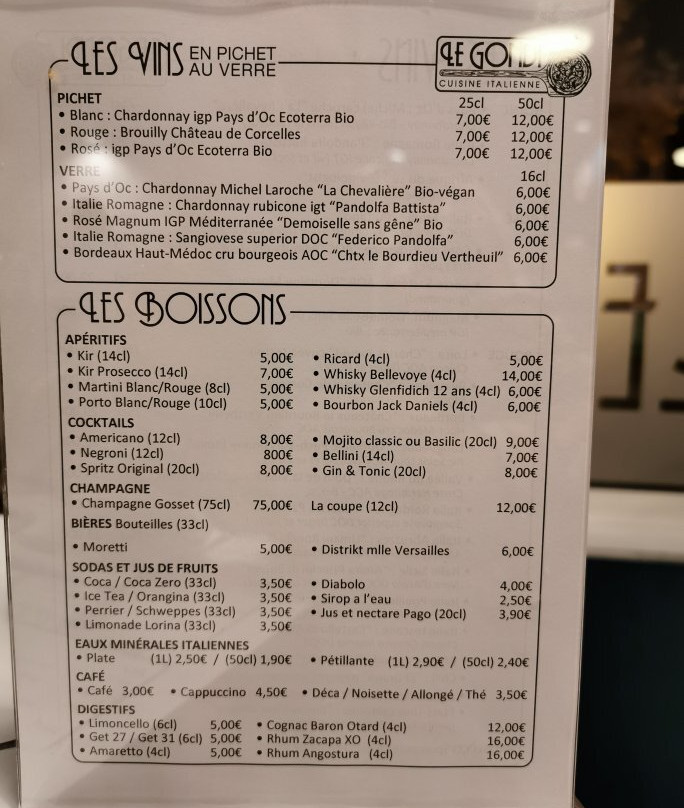 LES VINS EN PICHET AU VERRE
LE GOND
CUISINE ITALIENNE
PICHET 25cl 50cl
• Blanc : Chardonnay igp Pays d'Oc Ecoterra Bio 7,00€ 12,00€
• Rouge : Brouilly Château de Corcelles 7,00€ 12,00€
• Rosé : igp Pays d'Oc Ecoterra Bio 7,00€ 12,00€
VERRE 16cl
• Pays d'Oc : Chardonnay Michel Laroche "La Chevalière" Bio-végan 6,00€
• Italie Romagne : Chardonnay rubicone igt "Pandolfa Battista" 6,00€
• Rosé Magnum IGP Méditerranée "Demoiselle sans gêne" Bio 6,00€
• Italie Romagne : Sangiovese superior DOC "Federico Pandolfa" 6,00€
• Bordeaux Haut-Médoc cru bourgeois AOC "Chtx le Bourdieu Vertheuil" 6,00€
LES BOISSONS
APÉRITIFS
• Kir (14cl) 5,00€ • Ricard (4cl) 5,00€
• Kir Prosecco (14cl) 7,00€ • Whisky Bellevoye (4cl) 14,00€
• Martini Blanc/Rouge (8cl) 5,00€ • Whisky Glenfidich 12 ans (4cl) 6,00€
• Porto Blanc/Rouge (10cl) 5,00€ • Bourbon Jack Daniels (4cl) 6,00€
COCKTAILS
• Americano (12cl) 8,00€ • Mojito classic ou Basilic (20cl) 9,00€
• Negroni (12cl) 800€ • Bellini (14cl) 7,00€
• Spritz Original (20cl) 8,00€ • Gin & Tonic (20cl) 8,00€
CHAMPAGNE
• Champagne Gosset (75cl) 75,00€ La coupe (12cl) 12,00€
BIÈRES Bouteilles (33cl)
• Moretti 5,00€ • Distrikt mlle Versailles 6,00€
SODAS ET JUS DE FRUITS
• Coca / Coca Zero (33cl) 3,50€ • Diabolo 4,00€
• Ice Tea / Orangina (33cl) 3,50€ • Sirop a l'eau 2,50€
• Perrier / Schweppes (33cl) 3,50€ • Jus et nectare Pago (20cl) 3,90€
• Limonade Lorina (33cl) 3,50€
EAUX MINÉRALES ITALIENNES
• Plate (1L) 2,50€ / (50cl) 1,90€ • Pétillante (1L) 2,90€ / (50cl) 2,40€
CAFÉ
• Café 3,00€ • Cappuccino 4,50€ • Déca / Noisette / Allongé / Thé 3,50€
DIGESTIFS
• Limoncello (6cl) 5,00€ • Cognac Baron Otard (4cl) 12,00€
• Get 27 / Get 31 (6cl) 5,00€ • Rhum Zacapa XO (4cl) 16,00€
• Amaretto (4cl) 5,00€ • Rhum Angostura (4cl) 16,00€